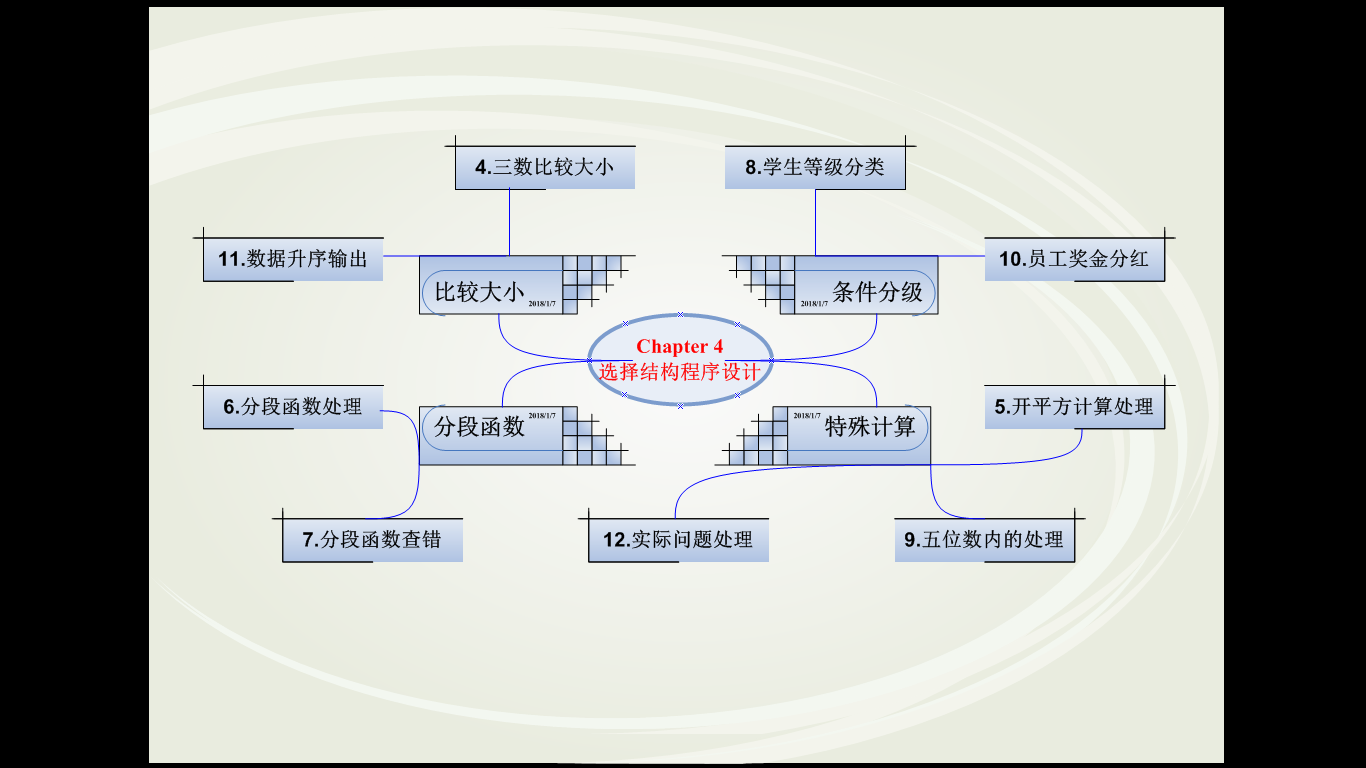 4.三数比较大小
8.学生等级分类
11.数据升序输出
10.员工奖金分红
比较大小
2018/1/7
2018/1/7
条件分级
Chapter 4
选择结构程序设计
6.分段函数处理
5.开平方计算处理
分段函数
2018/1/7
2018/1/7
特殊计算
7.分段函数查错
12.实际问题处理
9.五位数内的处理